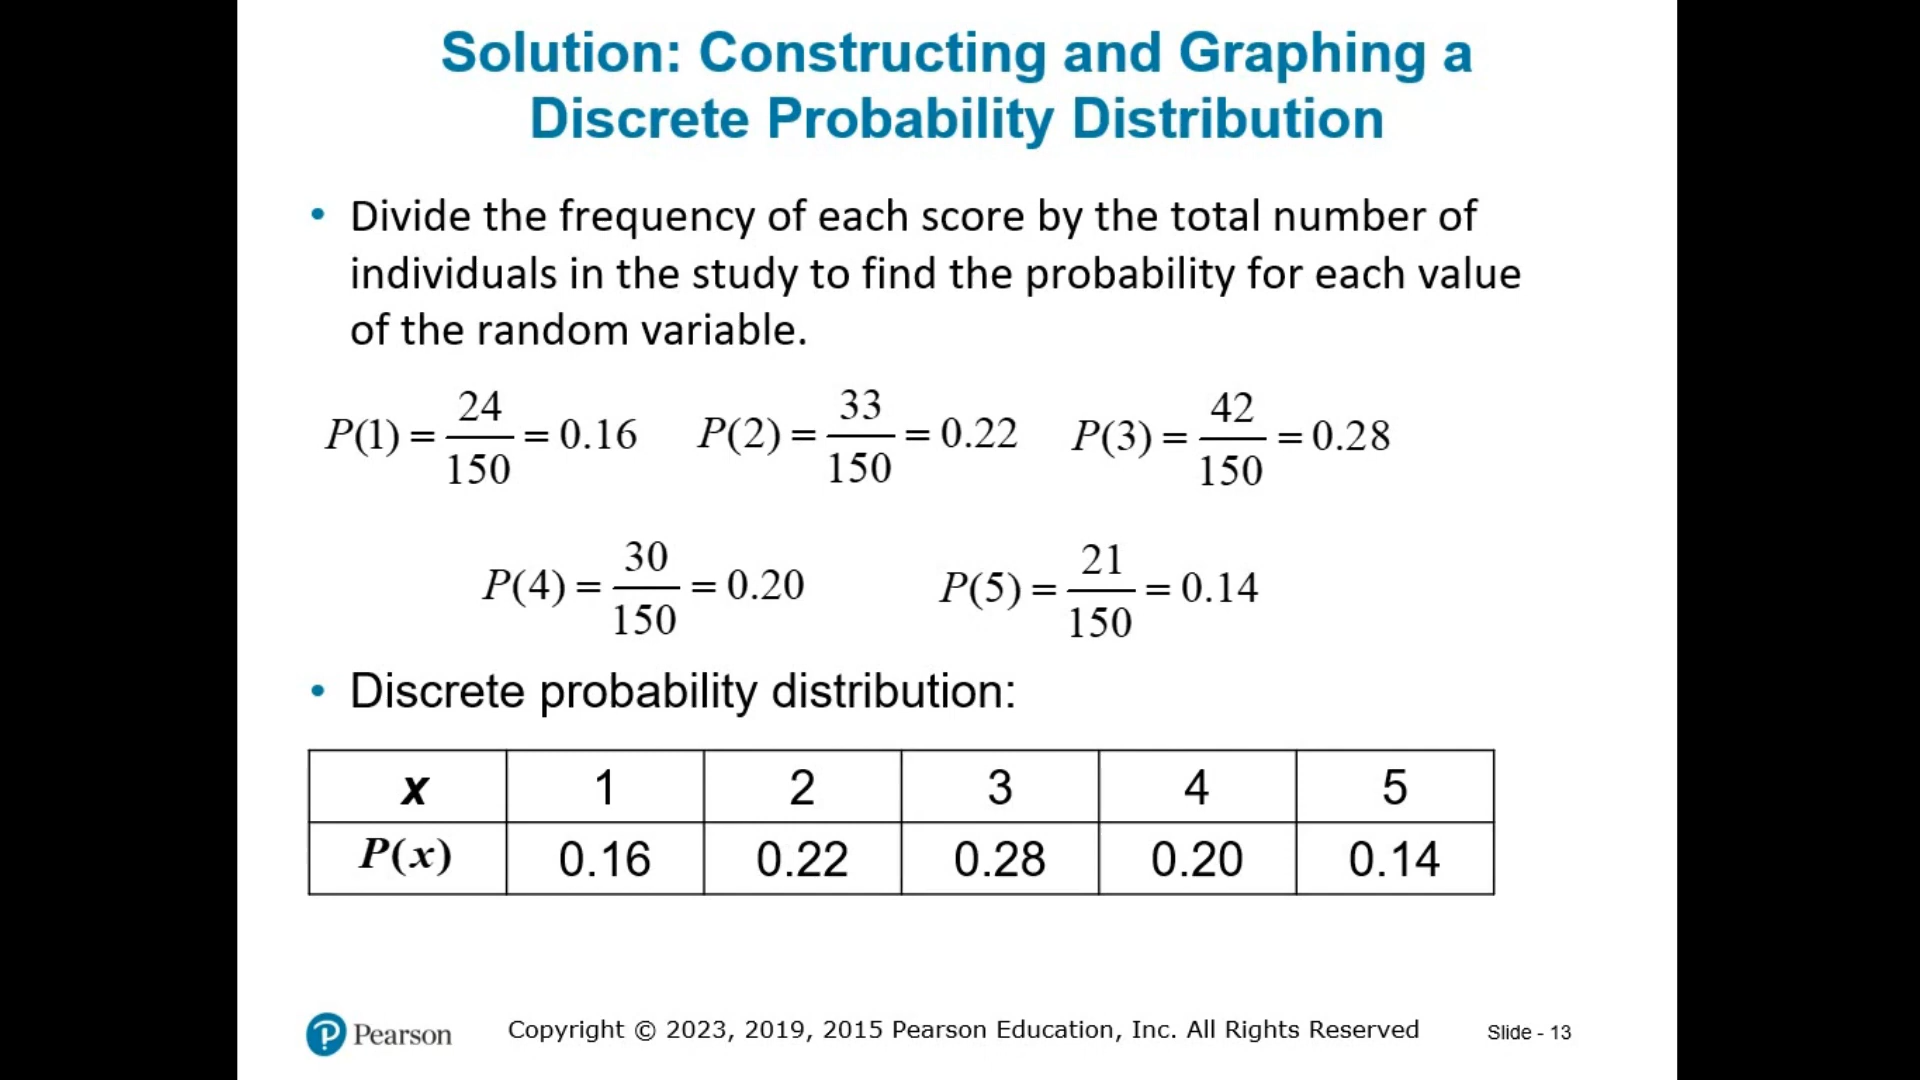 Solution: Constructing and Graphing a
Discrete Probability Distribution
• Divide the frequency of each score by the total number of
individuals in the study to find the probability for each value
of the random variable.
P(1) = 24/150 = 0.16 P(2) = 33/150 = 0.22 P(3) = 42/150 = 0.28
P(4) = 30/150 = 0.20 P(5) = 21/150 = 0.14
• Discrete probability distribution:
x 1 2 3 4 5
P(x) 0.16 0.22 0.28 0.20 0.14
P Pearson Copyright © 2023, 2019, 2015 Pearson Education, Inc. All Rights Reserved Slide - 13